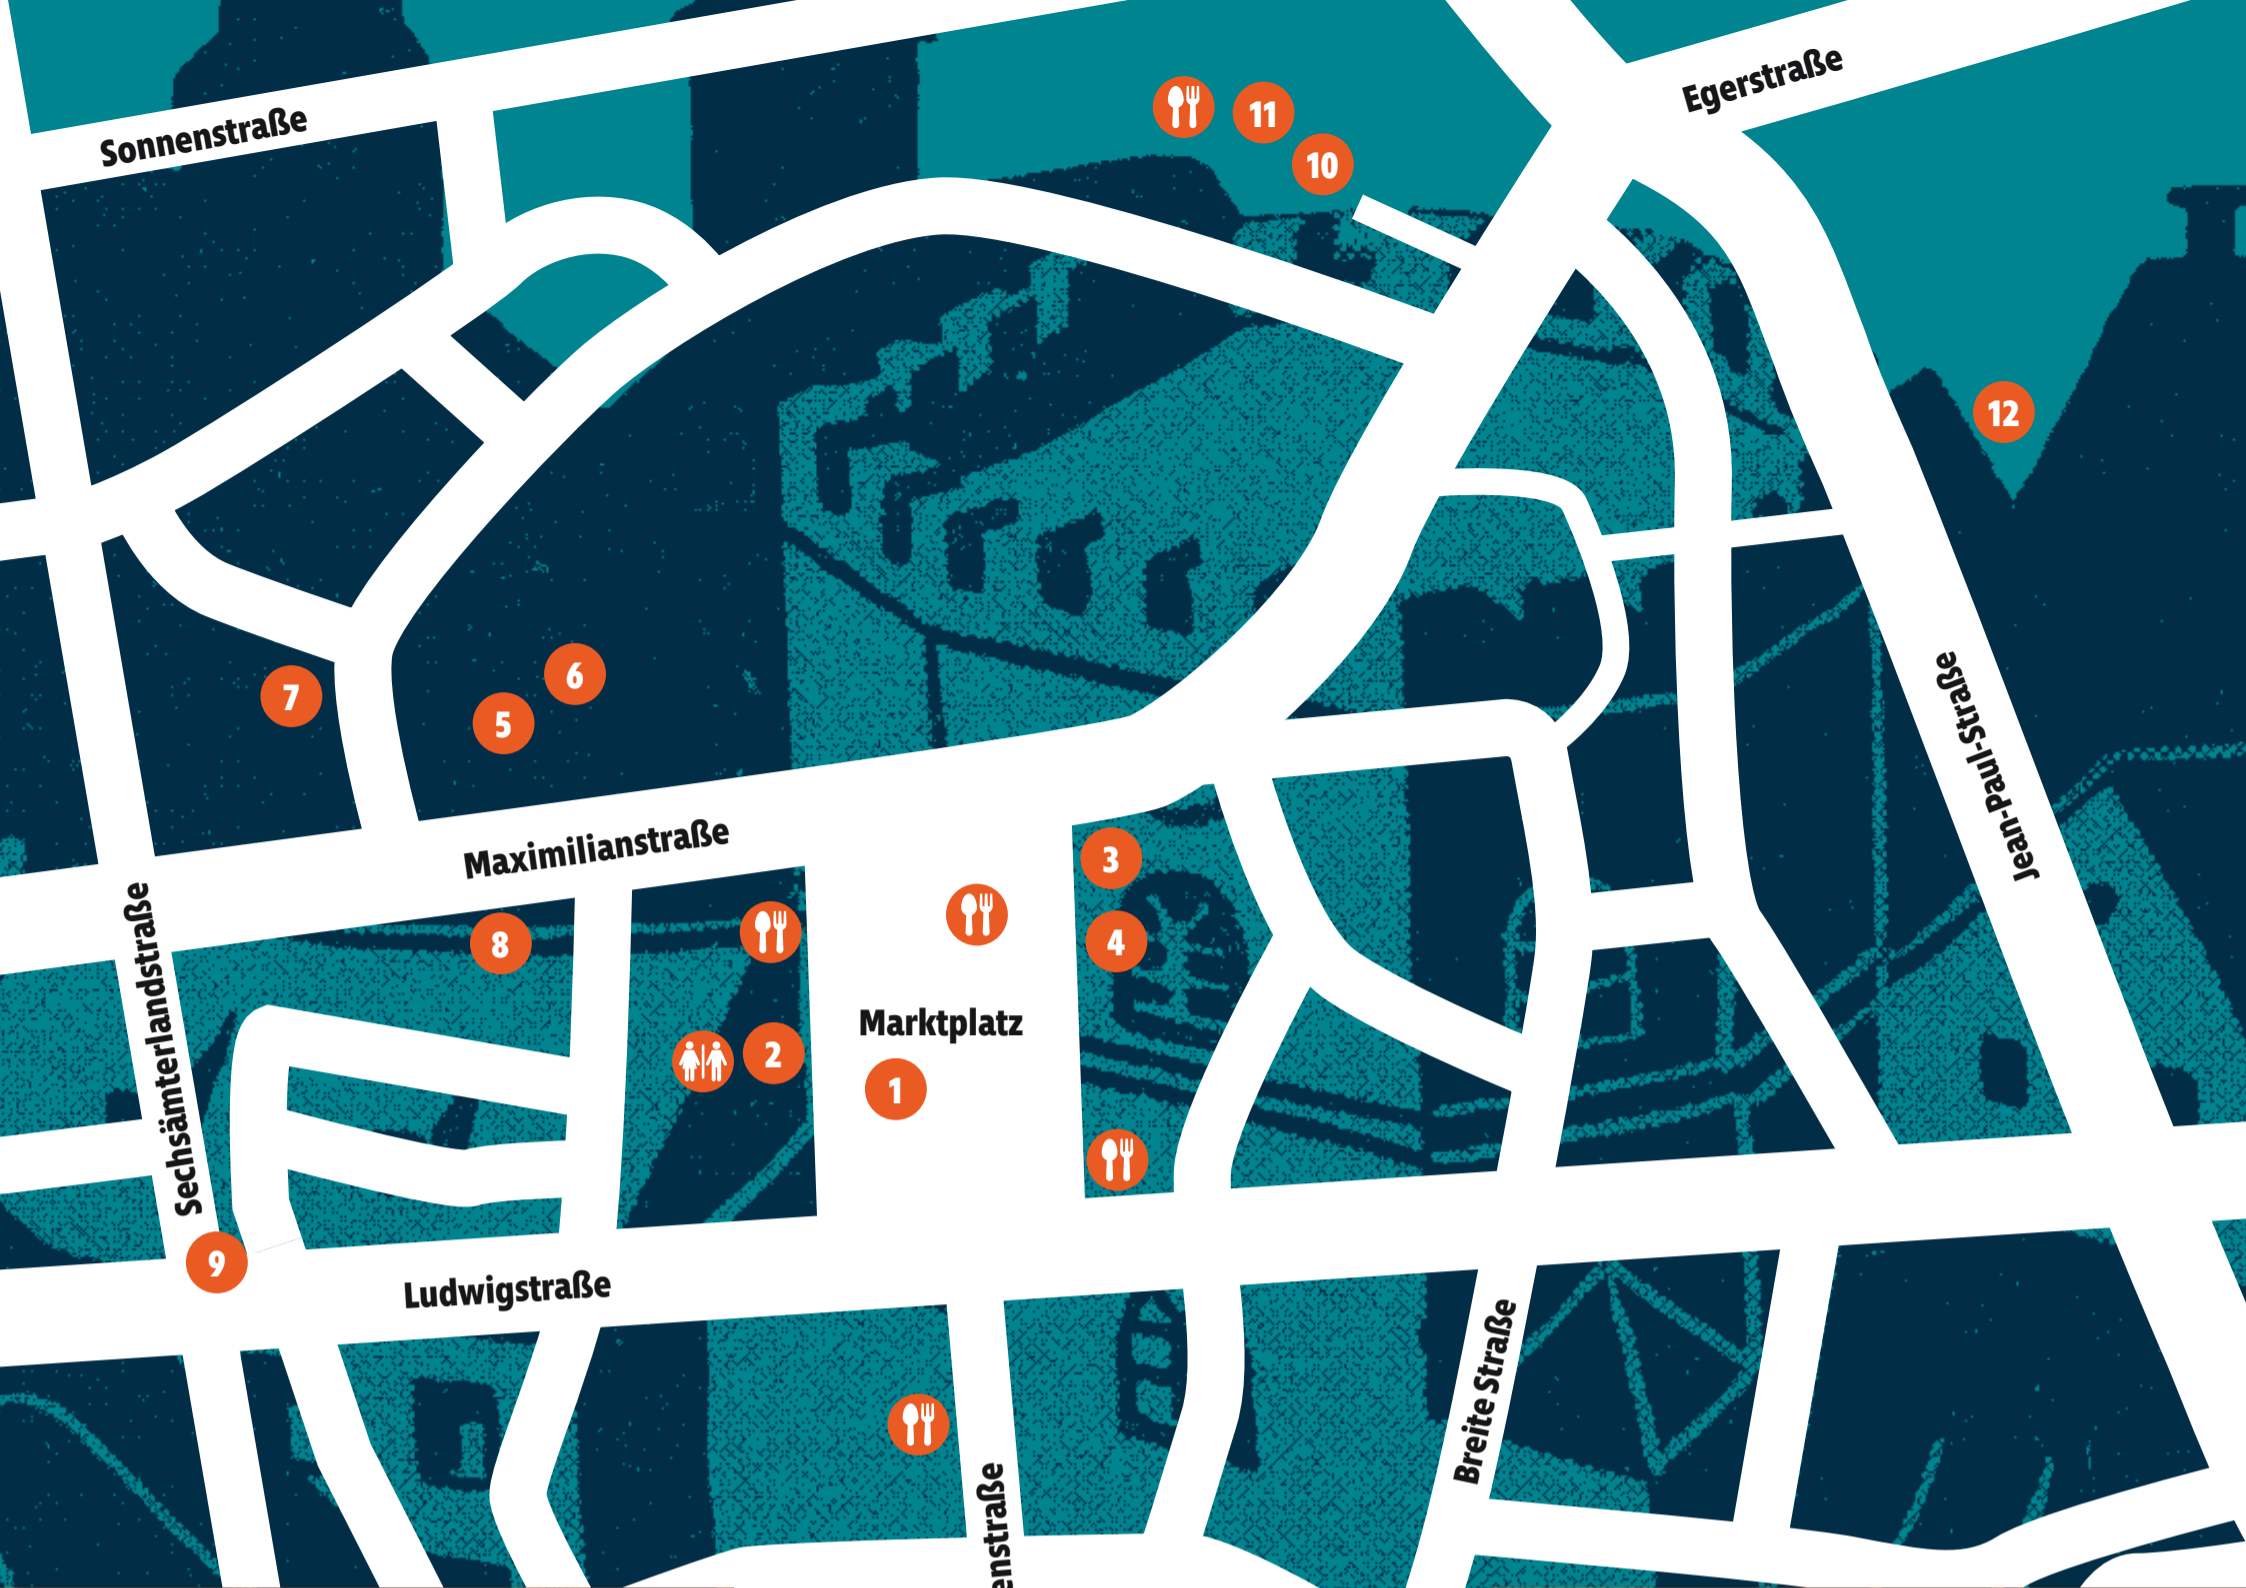 Egerstraße
Sonnenstraße
11
10
12
6
7
5
Jean-Paul-Straße
Maximilianstraße
3
8
4
Sechsämterlandstraße
Marktplatz
2
1
9
Ludwigstraße
Breite Straße
enstraße